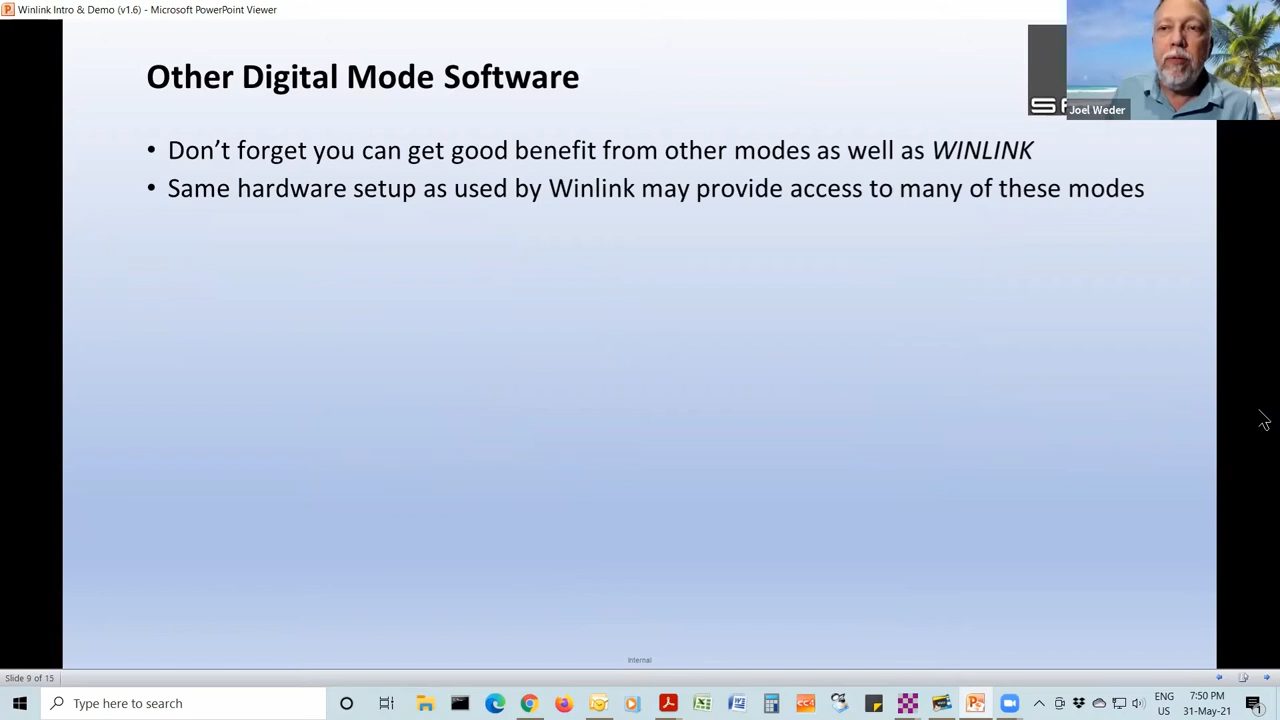 Winlink Intro & Demo (v1.6) - Microsoft PowerPoint Viewer
Other Digital Mode Software
Joel Weder
• Don’t forget you can get good benefit from other modes as well as WINLINK
• Same hardware setup as used by Winlink may provide access to many of these modes
Internal
Slide 9 of 15
Type here to search
ENG
US
7:50 PM
31-May-21
1